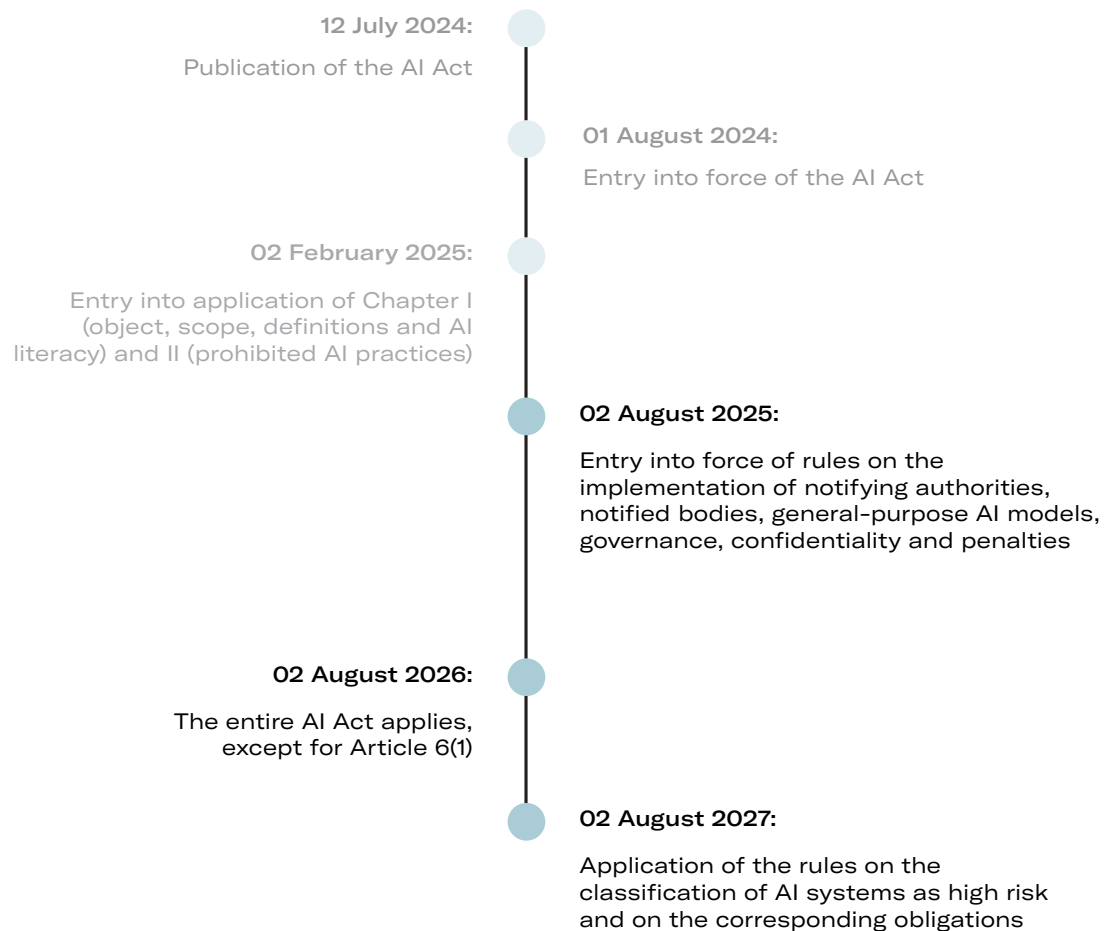 12 July 2024:
Publication of the AI Act
01 August 2024:
Entry into force of the AI Act
02 February 2025:
Entry into application of Chapter I
(object, scope, definitions and AI
literacy) and II (prohibited AI practices)
02 August 2025:
Entry into force of rules on the
implementation of notifying authorities,
notified bodies, general-purpose AI models,
governance, confidentiality and penalties
02 August 2026:
The entire AI Act applies,
except for Article 6(1)
02 August 2027:
Application of the rules on the
classification of AI systems as high risk
and on the corresponding obligations